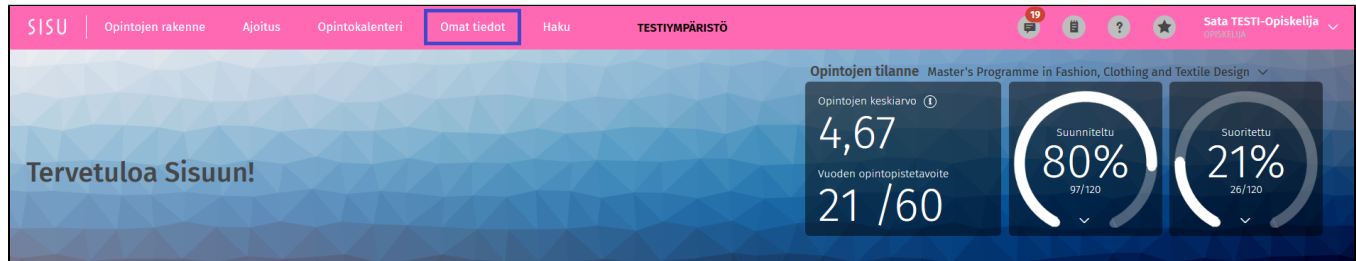 SISU Opintojen rakenne Ajoitus Opintokalenteri Omat tiedot Haku TESTIYMPÄRISTÖ 19 ? Sata TESTI-Opiskelija
OPISKELIJA
Opintojen tilanne Master's Programme in Fashion, Clothing and Textile Design
Opintojen keskiarvo i
4,67
Vuoden opintopistetavoite
21 /60
Suunniteltu
80%
97/120
Suoritettu
21%
26/120
Tervetuloa Sisuun!